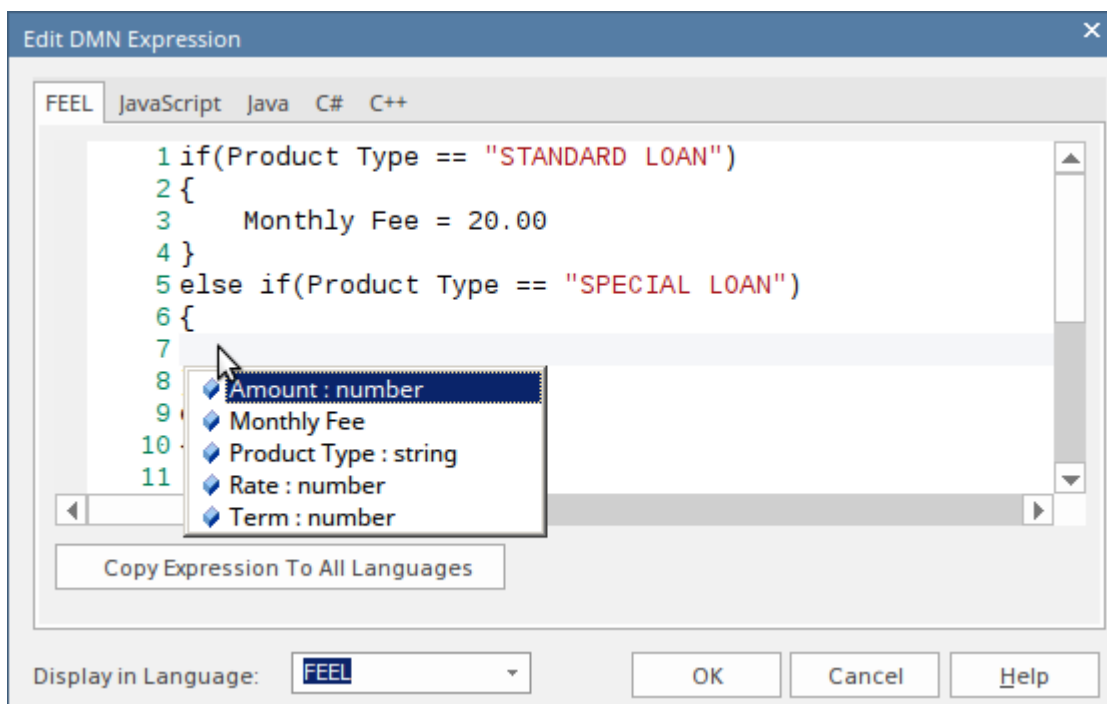 Edit DMN Expression
FEEL JavaScript Java C# C++
1 if(Product Type == "STANDARD LOAN")
2 {
3 Monthly Fee = 20.00
4 }
5 else if(Product Type == "SPECIAL LOAN")
6 {
7
8
Amount : number
9
Monthly Fee
10
Product Type : string
11
Rate : number
Term : number
Copy Expression To All Languages
Display in Language: FEEL OK Cancel Help